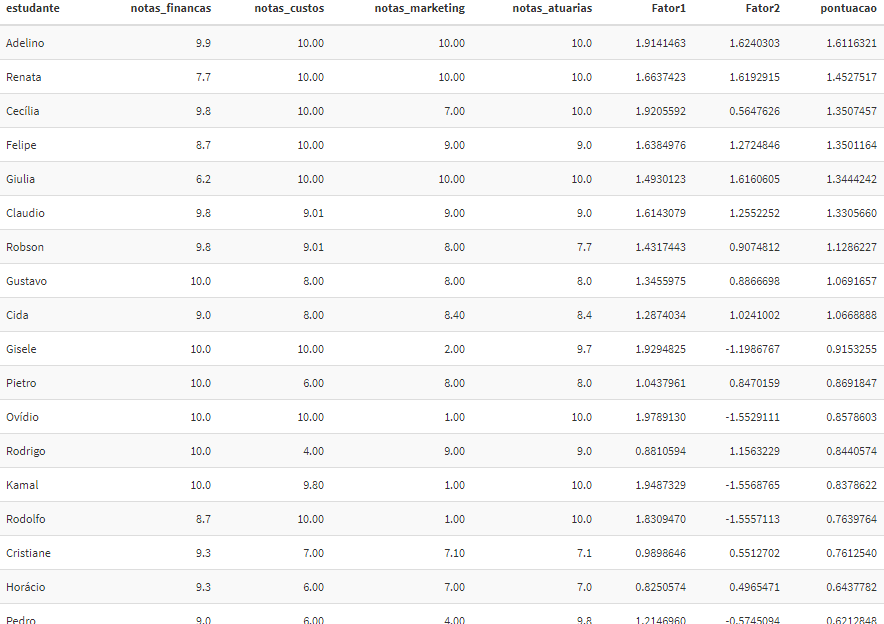 estudante notas_financas notas_custos notas_marketing notas_atuarias Fator1 Fator2 pontuacao
Adelino 9.9 10.00 10.00 10.0 1.9141463 1.6240303 1.6116321
Renata 7.7 10.00 10.00 10.0 1.6637423 1.6192915 1.4527517
Cecília 9.8 10.00 7.00 10.0 1.9205592 0.5647626 1.3507457
Felipe 8.7 10.00 9.00 9.0 1.6384976 1.2724846 1.3501164
Giulia 6.2 10.00 10.00 10.0 1.4930123 1.6160605 1.3444242
Claudio 9.8 9.01 9.00 9.0 1.6143079 1.2552252 1.3305660
Robson 9.8 9.01 8.00 7.7 1.4317443 0.9074812 1.1286227
Gustavo 10.0 8.00 8.00 8.0 1.3455975 0.8866698 1.0691657
Cida 9.0 8.00 8.40 8.4 1.2874034 1.0241002 1.0668888
Gisele 10.0 10.00 2.00 9.7 1.9294825 -1.1986767 0.9153255
Pietro 10.0 6.00 8.00 8.0 1.0437961 0.8470159 0.8691847
Ovídio 10.0 10.00 1.00 10.0 1.9789130 -1.5529111 0.8578603
Rodrigo 10.0 4.00 9.00 9.0 0.8810594 1.1563229 0.8440574
Kamal 10.0 9.80 1.00 10.0 1.9487329 -1.5568765 0.8378622
Rodolfo 8.7 10.00 1.00 10.0 1.8309470 -1.5557113 0.7639764
Cristiane 9.3 7.00 7.10 7.1 0.9898646 0.5512702 0.7612540
Horácio 9.3 6.00 7.00 7.0 0.8250574 0.4965471 0.6437782
Pedro 9.0 6.00 4.00 9.8 1.2146960 -0.5745094 0.6212848